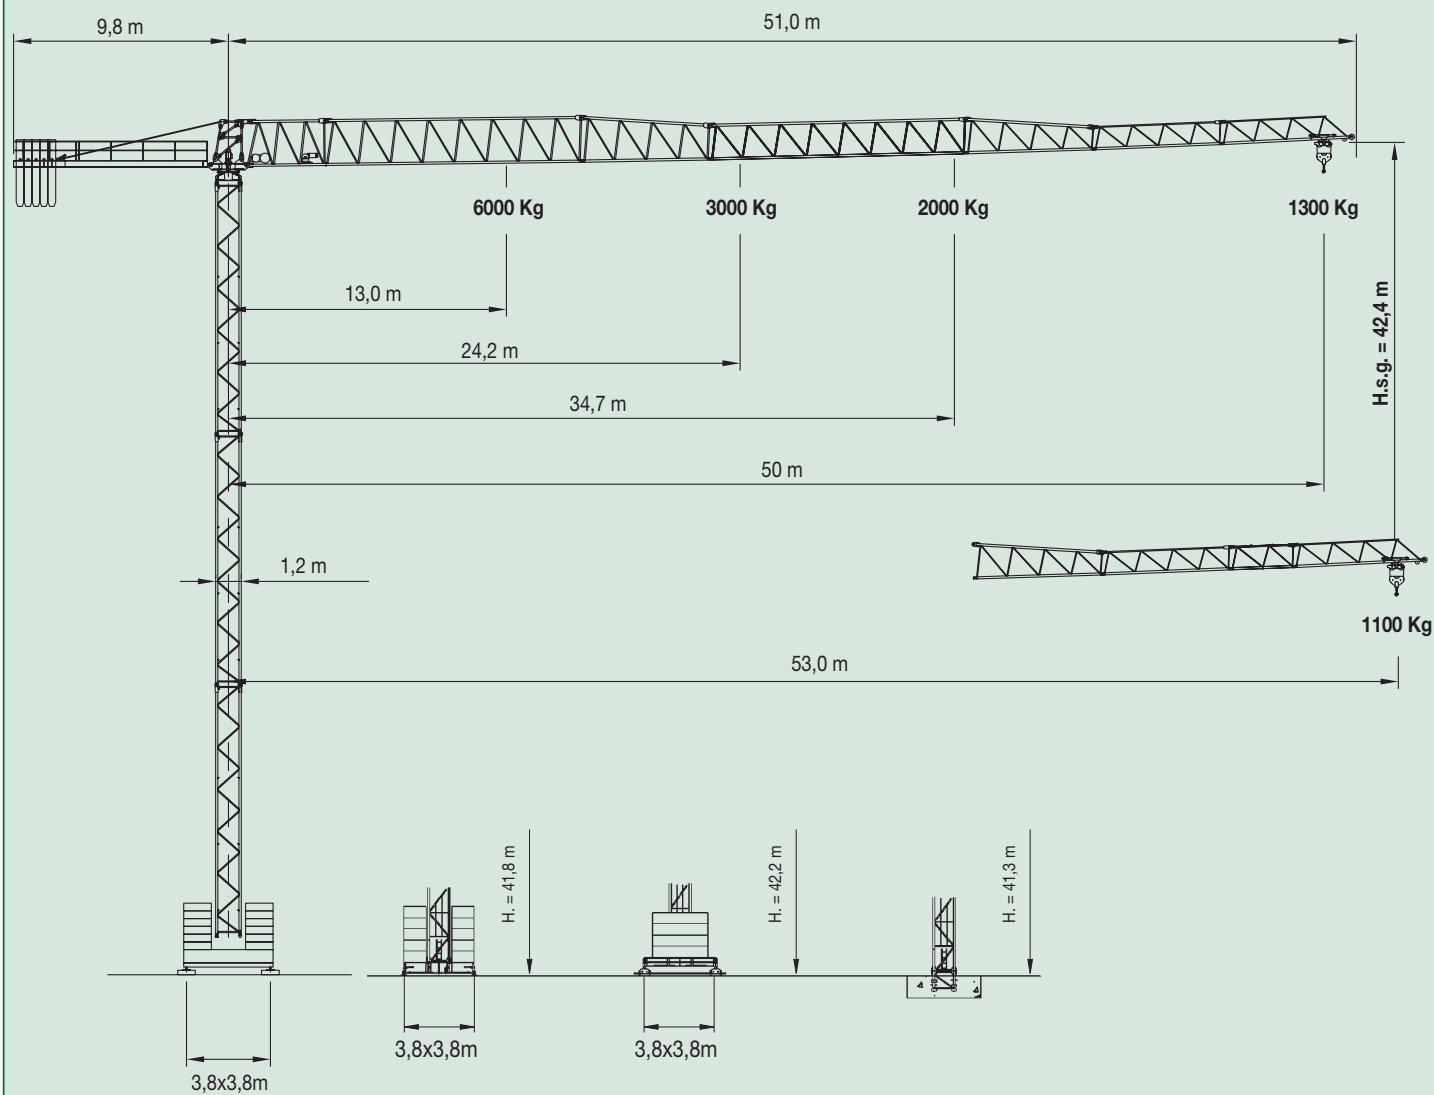 9,8 m
51,0 m
6000 Kg
3000 Kg
2000 Kg
1300 Kg
13,0 m
24,2 m
34,7 m
H.s.g. = 42,4 m
50 m
1,2 m
1100 Kg
53,0 m
H. = 41,8 m
H. = 42,2 m
H. = 41,3 m
3,8x3,8m
3,8x3,8m
3,8x3,8m